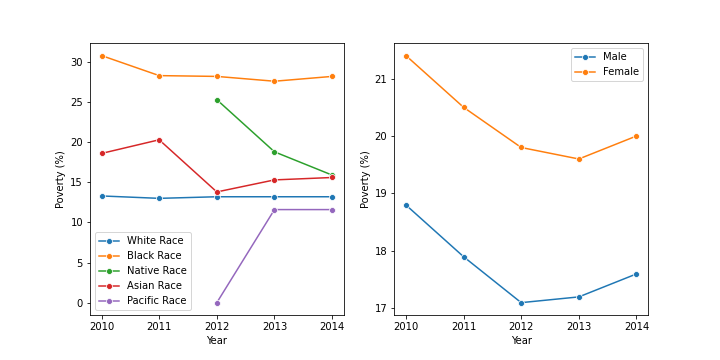 Poverty (%)
30
25
20
15
10
5
0
White Race
Black Race
Native Race
Asian Race
Pacific Race
2010 2011 2012 2013 2014
Year
Poverty (%)
21
20
19
18
17
Male
Female
2010 2011 2012 2013 2014
Year